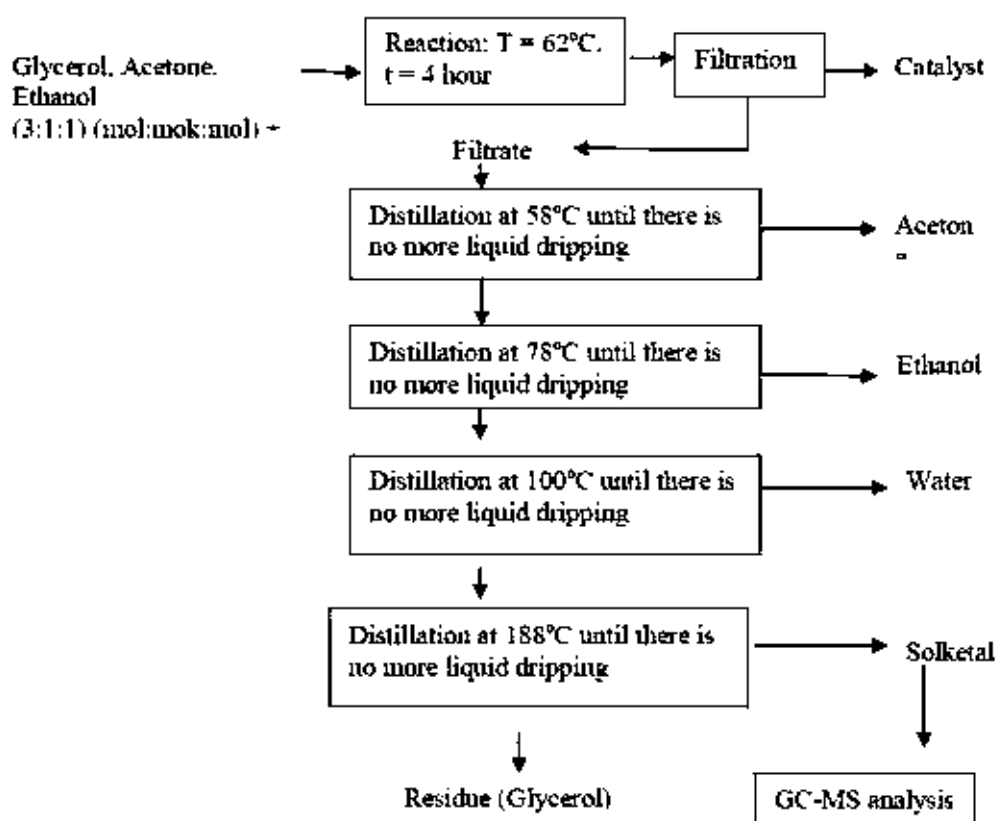 Reaction: T = 62°C,
t = 4 hour
Filtration
Catalyst
Glycerol, Acetone,
Ethanol
(3:1:1) (mol:mok:mol) +
Filtrate
Distillation at 58°C until there is
no more liquid dripping
Aceton
e
Distillation at 78°C until there is
no more liquid dripping
Ethanol
Distillation at 100°C until there is
no more liquid dripping
Water
Distillation at 188°C until there is
no more liquid dripping
Solketal
Residue (Glycerol)
GC-MS analysis